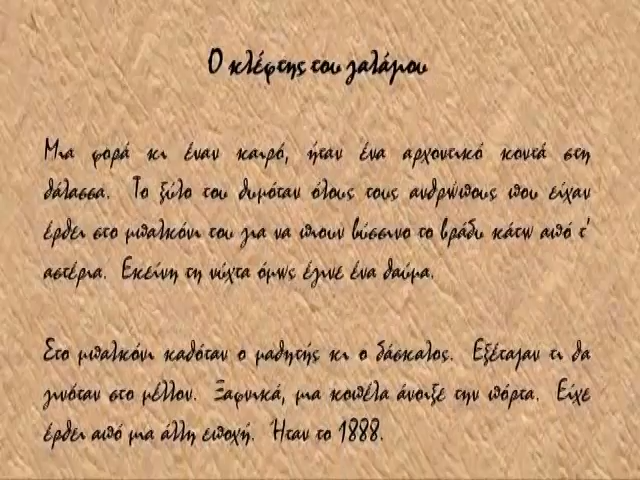 Ο κλέφτης του
Μια φορά κι έναν καιρό, ήταν ένα αρχοντικό κοντά στη
θάλασσα. Το ξύλο του θυμόταν όλους τους ανθρώπους που είχαν
έρθει στο μπαλκόνι του για να πιουν βύσσινο το βράδυ κάτω από τ'
αστέρια. Εκείνη τη νύχτα όμως έγινε ένα θαύμα.
Στο μπαλκόνι καθόταν ο μαθητής κι ο δάσκαλος. Εξέταζαν τι θα
γινόταν στο μέλλον. Ξαφνικά, μια κοπέλα άνοιξε την πόρτα. Είχε
έρθει από μια άλλη εποχή. Ήταν το 1888.